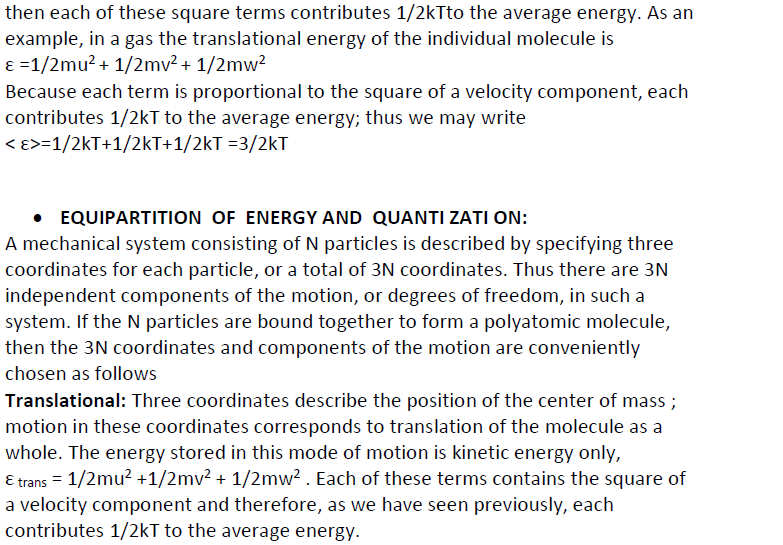 then each of these square terms contributes 1/2kTto the average energy. As an
example, in a gas the translational energy of the individual molecule is
ε =1/2mu² + 1/2mv² + 1/2mw²
Because each term is proportional to the square of a velocity component, each
contributes 1/2kT to the average energy; thus we may write
< ε>=1/2kT+1/2kT+1/2kT =3/2kT
• EQUIPARTITION OF ENERGY AND QUANTI ZATI ON:
A mechanical system consisting of N particles is described by specifying three
coordinates for each particle, or a total of 3N coordinates. Thus there are 3N
independent components of the motion, or degrees of freedom, in such a
system. If the N particles are bound together to form a polyatomic molecule,
then the 3N coordinates and components of the motion are conveniently
chosen as follows
Translational: Three coordinates describe the position of the center of mass ;
motion in these coordinates corresponds to translation of the molecule as a
whole. The energy stored in this mode of motion is kinetic energy only,
ε trans = 1/2mu² +1/2mv² + 1/2mw² . Each of these terms contains the square of
a velocity component and therefore, as we have seen previously, each
contributes 1/2kT to the average energy.